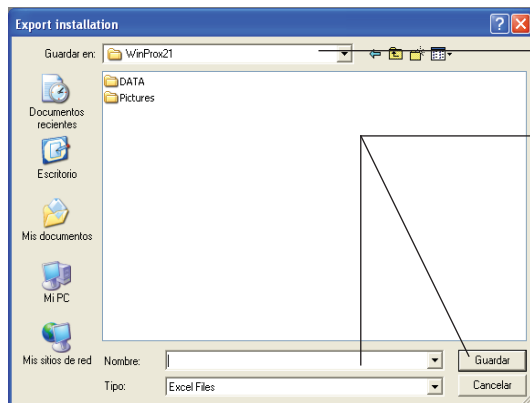 Export installation
Guardar en:
WinProx21
DATA
Pictures
Documentos
recientes
Escritorio
Mis documentos
Mi PC
Mis sitios de red
Nombre:
Guardar
Tipo:
Excel Files
Cancelar